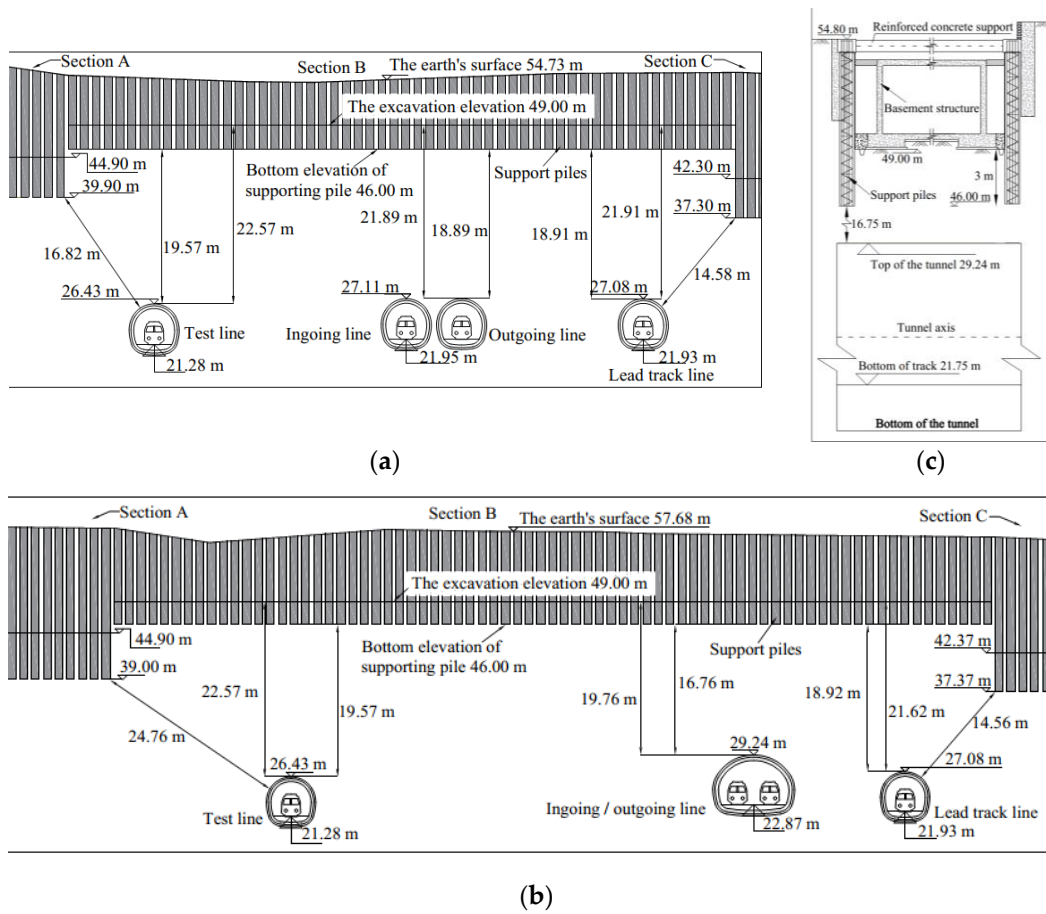 Section A
Section B
The earth's surface 54.73 m
Section C
The excavation elevation 49.00 m
44.90 m
39.90 m
Bottom elevation of
supporting pile 46.00 m
Support piles
42.30 m
37.30 m
16.82 m
19.57 m
22.57 m
21.89 m
18.89 m
18.91 m
21.91 m
14.58 m
26.43 m
27.11 m
27.08 m
Test line
Ingoing line
Outgoing line
21.28 m
21.95 m
21.93 m
Lead track line
(a)
54.80 m
Reinforced concrete support
Basement structure
49.00 m
3 m
Support piles
46.00 m
16.75 m
Top of the tunnel 29.24 m
Tunnel axis
Bottom of track 21.75 m
Bottom of the tunnel
(c)
Section A
Section B
The earth's surface 57.68 m
Section C
The excavation elevation 49.00 m
44.90 m
39.00 m
Bottom elevation of
supporting pile 46.00 m
Support piles
42.37 m
37.37 m
22.57 m
19.57 m
19.76 m
16.76 m
18.92 m
21.62 m
14.56 m
24.76 m
26.43 m
29.24 m
27.08 m
Test line
Ingoing / outgoing line
Lead track line
21.28 m
22.87 m
21.93 m
(b)